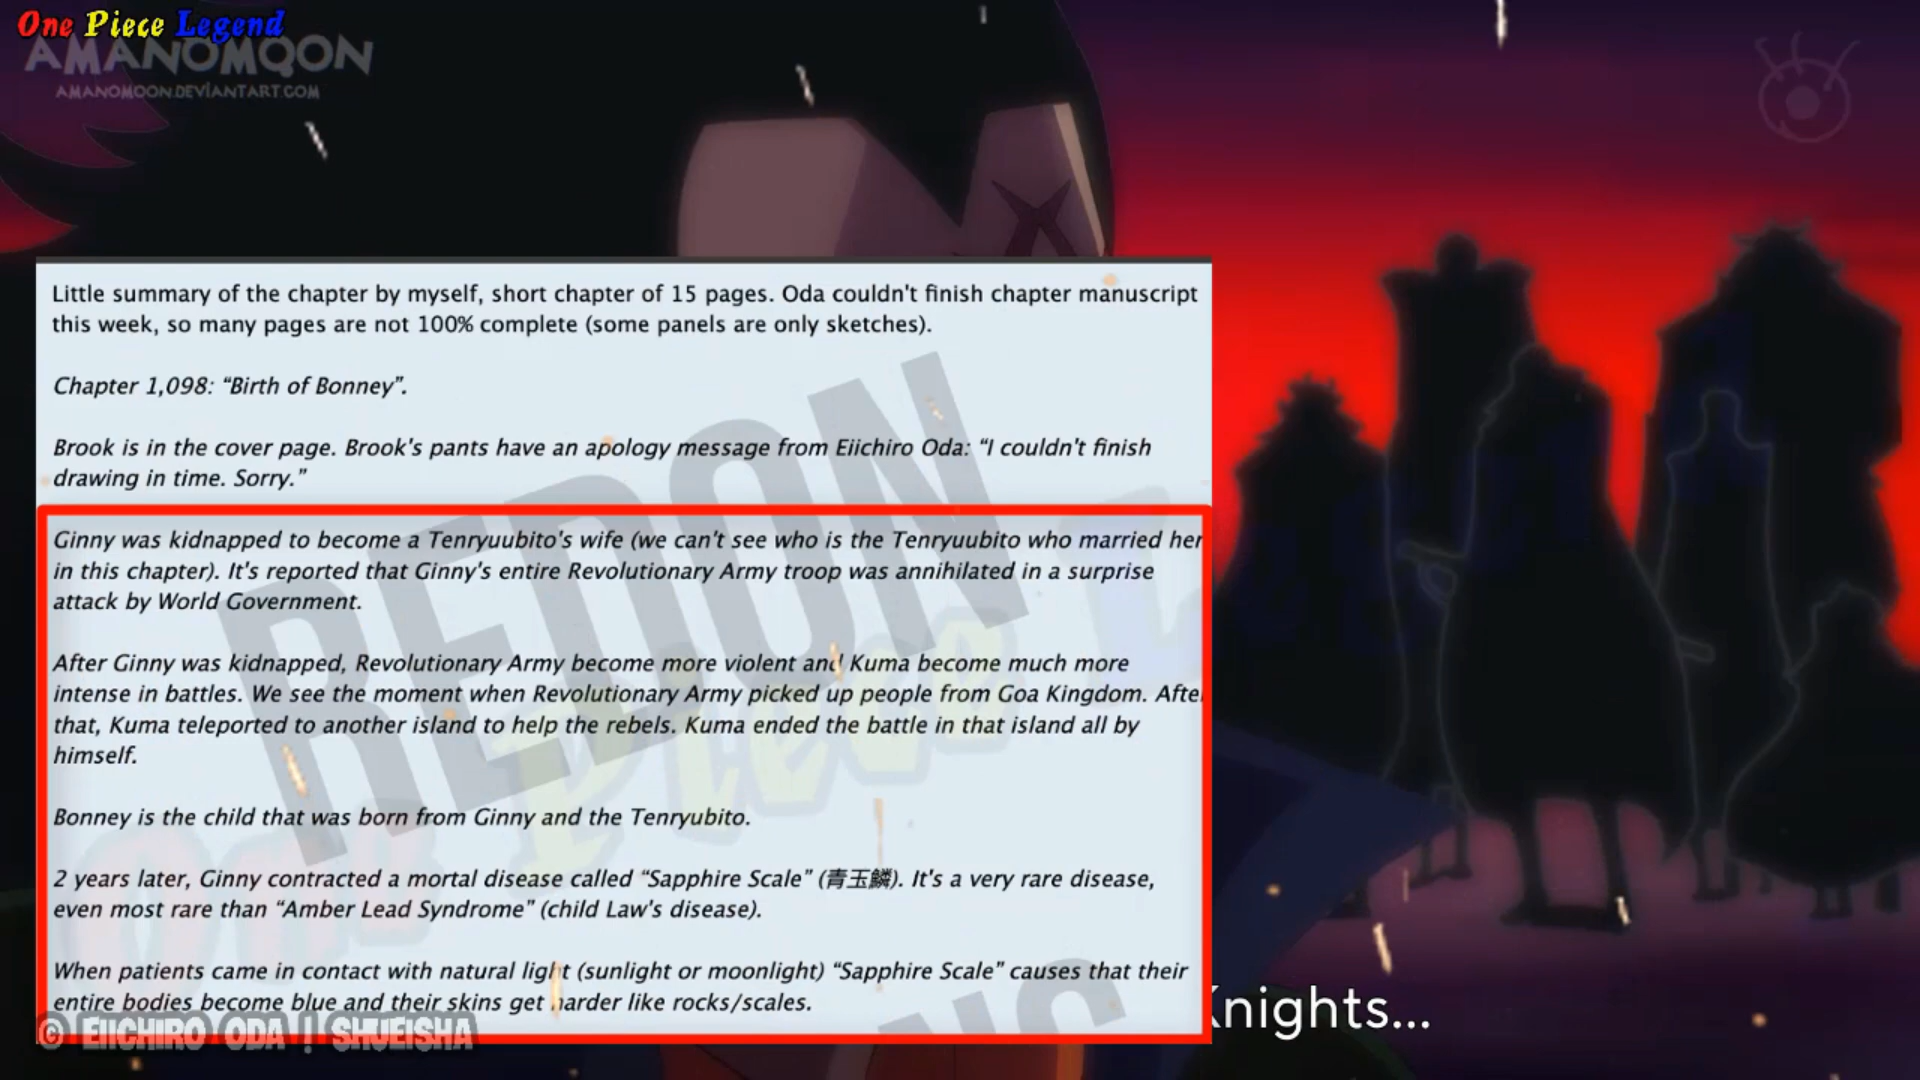 One Piece Legend
AMANOMOON
AMANOMOON.DEVIANTART.COM
Little summary of the chapter by myself, short chapter of 15 pages. Oda couldn't finish chapter manuscript
this week, so many pages are not 100% complete (some panels are only sketches).
Chapter 1,098: “Birth of Bonney”.
Brook is in the cover page. Brook's pants have an apology message from Eiichiro Oda: “I couldn't finish
drawing in time. Sorry.”
Ginny was kidnapped to become a Tenryuubito's wife (we can't see who is the Tenryuubito who married her
in this chapter). It's reported that Ginny's entire Revolutionary Army troop was annihilated in a surprise
attack by World Government.
After Ginny was kidnapped, Revolutionary Army become more violent and Kuma become much more
intense in battles. We see the moment when Revolutionary Army picked up people from Goa Kingdom. After
that, Kuma teleported to another island to help the rebels. Kuma ended the battle in that island all by
himself.
Bonney is the child that was born from Ginny and the Tenryubito.
2 years later, Ginny contracted a mortal disease called “Sapphire Scale” (青玉鱗). It's a very rare disease,
even most rare than “Amber Lead Syndrome” (child Law's disease).
When patients came in contact with natural light (sunlight or moonlight) “Sapphire Scale” causes that their
entire bodies become blue and their skins get harder like rocks/scales.
REDON
One Piece Legend
Knights...
© EIICHIRO ODA | SHUEISHA